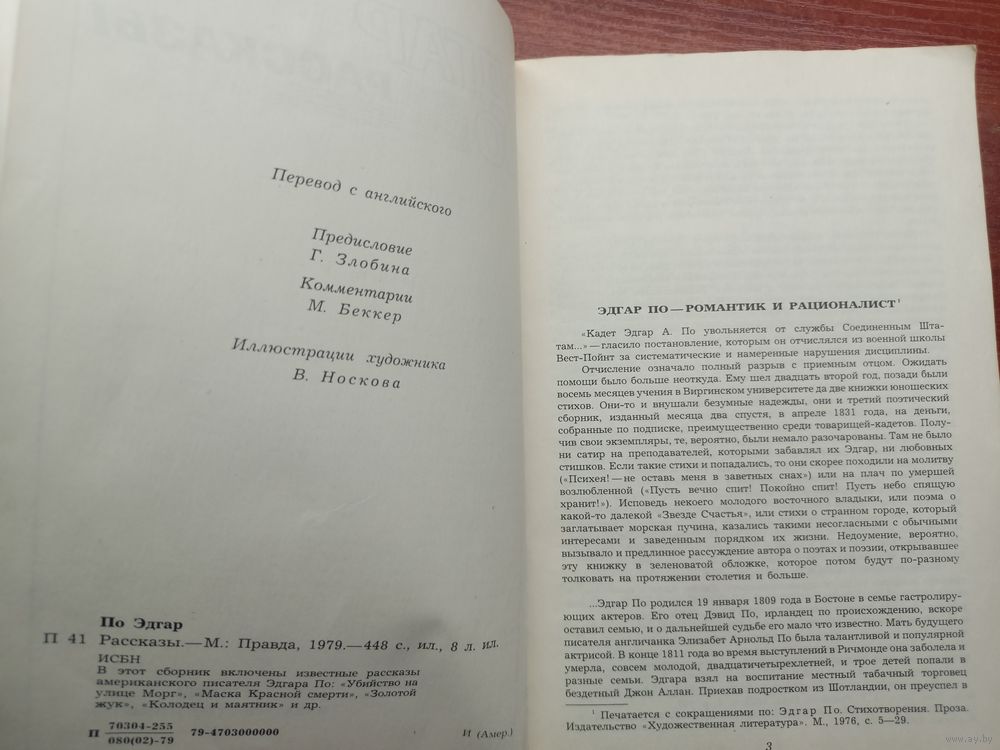 Перевод с английского
Предисловие
Г. Злобина
Комментарии
М. Беккер
Иллюстрации художника
В. Носкова
По Эдгар
П 41 Рассказы.—М.: Правда, 1979.—448 с., ил., 8 л. ил.
ИСБН
В этот сборник включены известные рассказы
американского писателя Эдгара По: «Убийство на
улице Морг», «Маска Красной смерти», «Золотой
жук», «Колодец и маятник» и др.
П 70304-255
080(02)-79
79-4703000000
И (Амер.)
ЭДГАР ПО—РОМАНТИК И РАЦИОНАЛИСТ¹
«Кадет Эдгар А. По увольняется от службы Соединенным Шта-
там...»—гласило постановление, которым он отчислялся из военной школы
Вест-Пойнт за систематические и намеренные нарушения дисциплины.
Отчисление означало полный разрыв с приемным отцом. Ожидать
помощи было больше неоткуда. Ему шел двадцать второй год, позади были
восемь месяцев учения в Виргинском университете да две книжки юношеских
стихов. Они-то и внушали безумные надежды, они и третий поэтический
сборник, изданный месяца два спустя, в апреле 1831 года, на деньги,
собранные по подписке, преимущественно среди товарищей-кадетов. Полу-
чив свои экземпляры, те, вероятно, были немало разочарованы. Там не было
ни сатир на преподавателей, которыми забавлял их Эдгар, ни любовных
стишков. Если такие стихи и попадались, то они скорее походили на молитву
(«Психея!—не оставь меня в заветных снах») или на плач по умершей
возлюбленной («Пусть вечно спит! Покойно спит! Пусть небо спящую
хранит!»). Исповедь некоего молодого восточного владыки, или поэма о
какой-то далекой «Звезде Счастья», или стихи о странном городе, который
заглатывает морская пучина, казались такими несогласными с обычными
интересами и заведенным порядком их жизни. Недоумение, вероятно,
вызывало и предлинное рассуждение автора о поэтах и поэзии, открывавшее
эту книжку в зеленоватой обложке, которое потом будут по-разному
толковать на протяжении столетия и больше.
...Эдгар По родился 19 января 1809 года в Бостоне в семье гастролиру-
ющих актеров. Его отец Дэвид По, ирландец по происхождению, вскоре
оставил семью, и о дальнейшей судьбе его мало что известно. Мать будущего
писателя англичанка Элизабет Арнольд По была талантливой и популярной
актрисой. В конце 1811 года во время выступлений в Ричмонде она заболела и
умерла, совсем молодой, двадцатичетырехлетней, и трое детей попали в
разные семьи. Эдгара взял на воспитание местный табачный торговец
бездетный Джон Аллан. Приехав подростком из Шотландии, он преуспел в
¹ Печатается с сокращениями по: Эдгар По. Стихотворения. Проза.
Издательство «Художественная литература». М., 1976, с. 5—29.
3
www.ay.by